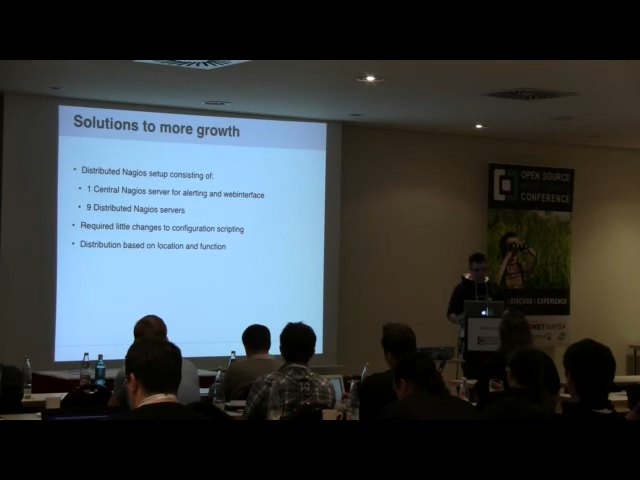 Solutions to more growth
• Distributed Nagios setup consisting of:
• 1 Central Nagios server for alerting and webinterface
• 9 Distributed Nagios servers
• Required little changes to configuration scripting
• Distribution based on location and function
OPEN SOURCE
CONFERENCE
DISCUSS | EXPERIENCE